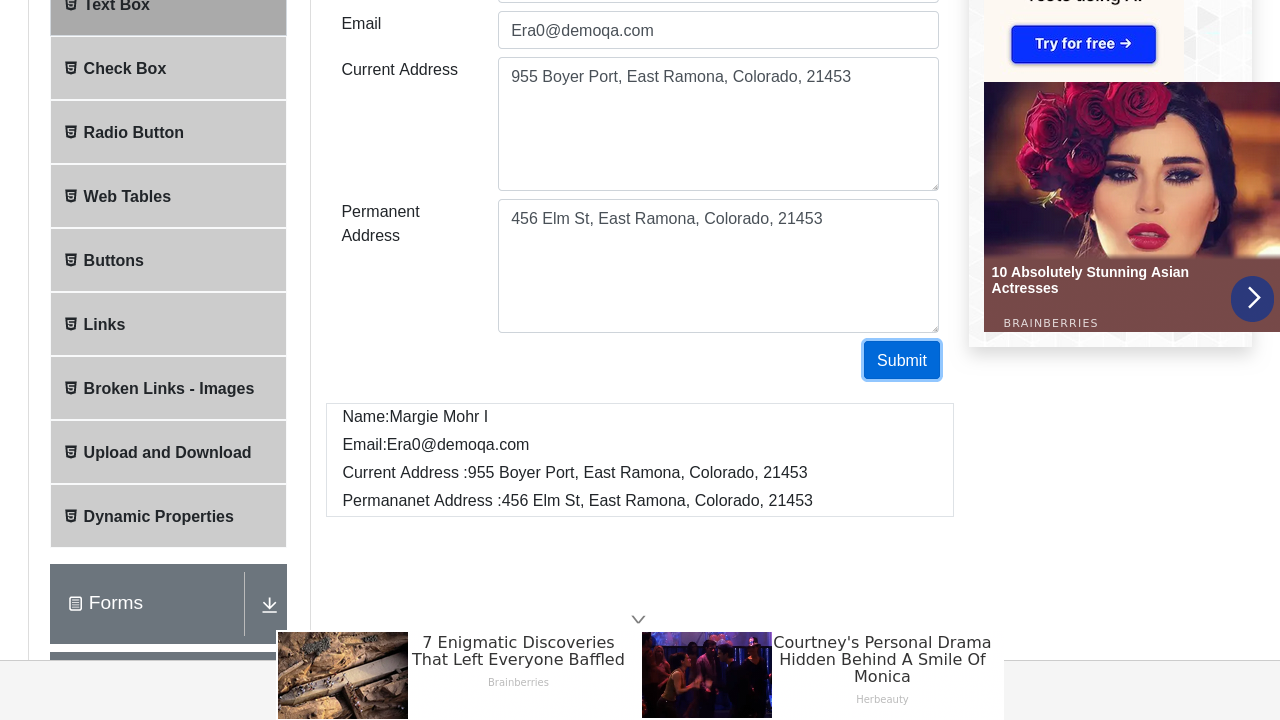 Text Box
Check Box
Radio Button
Web Tables
Buttons
Links
Broken Links - Images
Upload and Download
Dynamic Properties
Forms
Email
Era0@demoqa.com
Current Address
955 Boyer Port, East Ramona, Colorado, 21453
Permanent
Address
456 Elm St, East Ramona, Colorado, 21453
Submit
Name:Margie Mohr I
Email:Era0@demoqa.com
Current Address :955 Boyer Port, East Ramona, Colorado, 21453
Permananet Address :456 Elm St, East Ramona, Colorado, 21453
Try for free →
10 Absolutely Stunning Asian
Actresses
BRAINBERRIES
7 Enigmatic Discoveries
That Left Everyone Baffled
Brainberries
Courtney's Personal Drama
Hidden Behind A Smile Of
Monica
Herbeauty